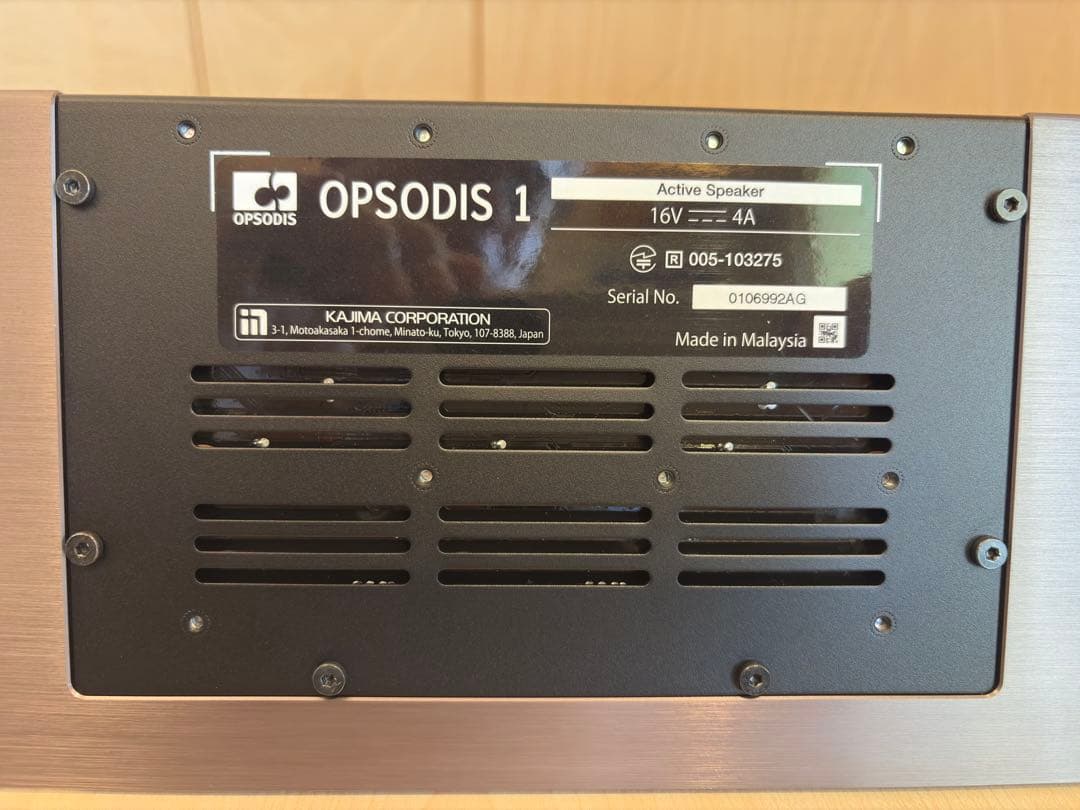 OPSODIS
OPSODIS 1
Active Speaker
16V 4A
R 005-103275
Serial No. 0106992AG
KAJIMA CORPORATION
3-1, Motoakasaka 1-chome, Minato-ku, Tokyo, 107-8388, Japan
Made in Malaysia